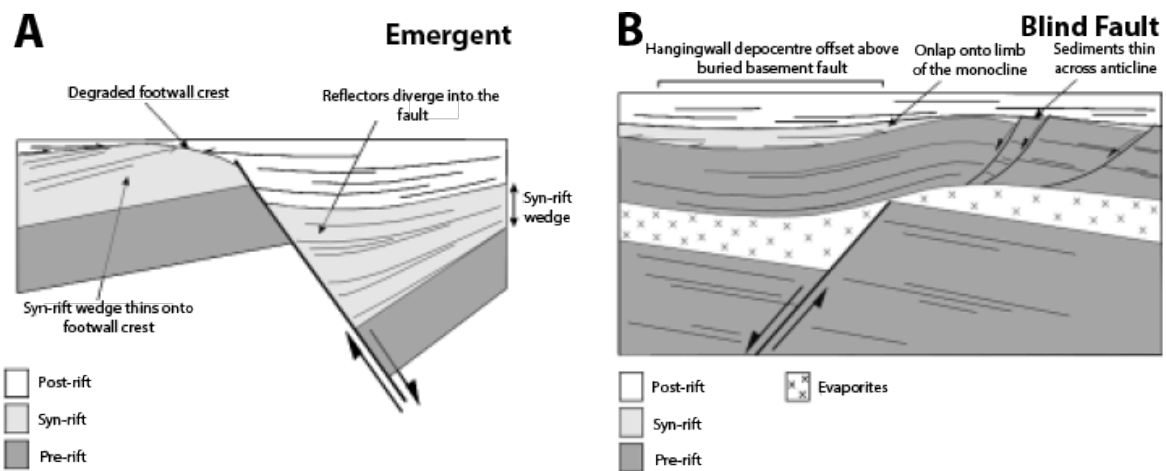 A
Emergent
Degraded footwall crest
Reflectors diverge into the
fault
Syn-rift
wedge
Syn-rift wedge thins onto
footwall crest
Post-rift
Syn-rift
Pre-rift
B
Blind Fault
Hangingwall depocentre offset above
buried basement fault
Onlap onto limb
of the monocline
Sediments thin
across anticline
Post-rift
Evaporites
Syn-rift
Pre-rift